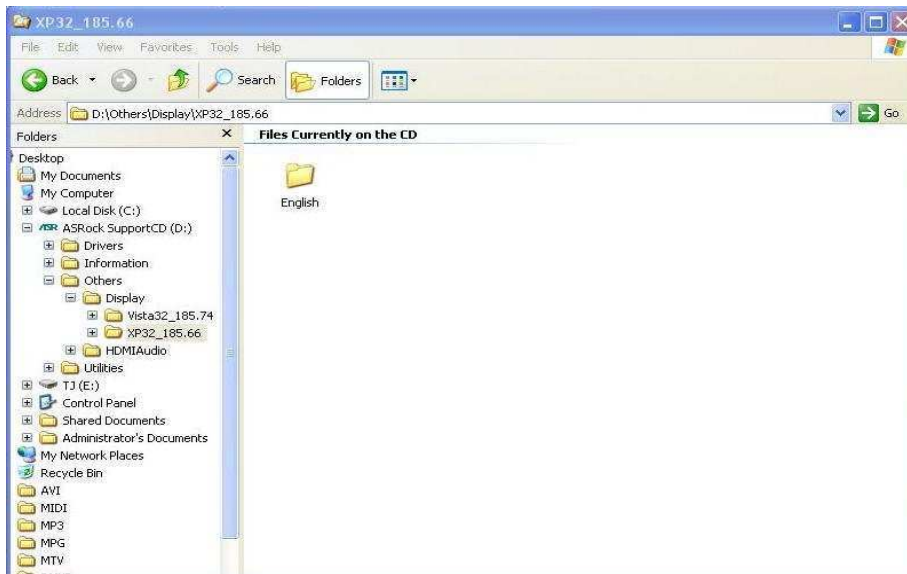 XP32_185.66
File Edit View Favorites Tools Help
Back Search Folders
Address D:\Others\Display\XP32_185.66 Go
Folders
Files Currently on the CD
Desktop
My Documents
My Computer
Local Disk (C:)
ASR ASRock SupportCD (D:)
Drivers
Information
Others
Display
Vista32_185.74
XP32_185.66
HDMIAudio
Utilities
TJ (E:)
Control Panel
Shared Documents
Administrator's Documents
My Network Places
Recycle Bin
AVI
MIDI
MP3
MPG
MTV
English